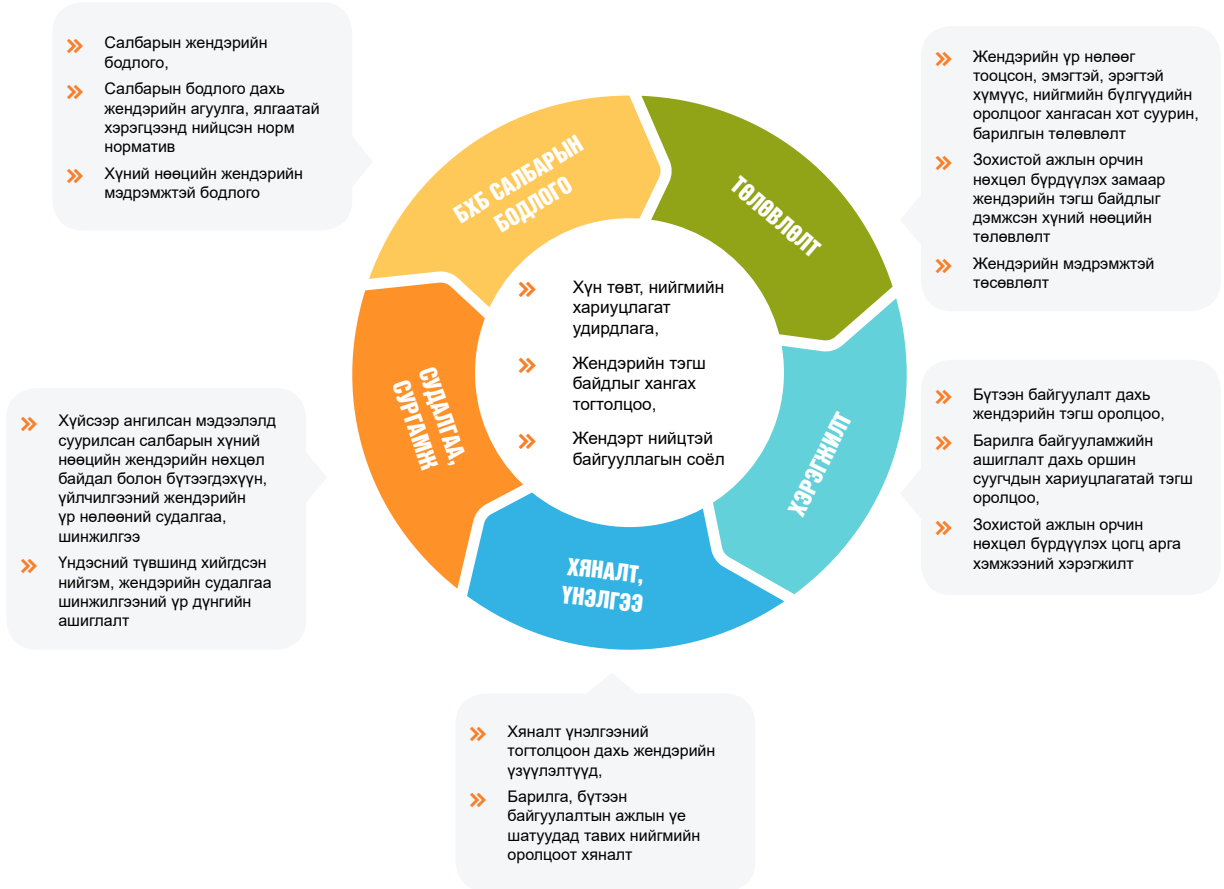 Салбарын жендэрийн
бодлого,
Салбарын бодлого дахь
жендэрийн агуулга, ялгаатай
хэрэгцээнд нийцсэн норм
норматив
Хүний нөөцийн жендэрийн
мэдрэмжтэй бодлого
БХБ САЛБАРЫН
БОДЛОГО
ТӨЛӨВЛӨЛТ
Жендэрийн үр нөлөөг
тооцсон, эмэгтэй, эрэгтэй
хүмүүс, нийгмийн бүлгүүдийн
оролцоог хангасан хот суурин,
барилгын төлөвлөлт
Зохистой ажлын орчин
нөхцөл бүрдүүлэх замаар
жендэрийн тэгш байдлыг
дэмжсэн хүний нөөцийн
төлөвлөлт
Жендэрийн мэдрэмжтэй
төсөвлөлт
Хүн төвт, нийгмийн
хариуцлагат
удирдлага,
Жендэрийн тэгш
байдлыг хангах
тогтолцоо,
Жендэрт нийцтэй
байгууллагын соёл
СУДАЛГАА,
СУРГАМЖ
ХЭРЭГЖИЛТ
Хүйсээр ангилсан мэдээлэлд
суурилсан салбарын хүний
нөөцийн жендэрийн нөхцөл
байдал болон бүтээгдэхүүн,
үйлчилгээний жендэрийн
үр нөлөөний судалгаа,
шинжилгээ
Үндэсний түвшинд хийгдсэн
нийгэм, жендэрийн судалгаа
шинжилгээний үр дүнгийн
ашиглалт
Бүтээн байгуулалт дахь
жендэрийн тэгш оролцоо,
Барилга байгууламжийн
ашиглалт дахь оршин
суугчдын хариуцлагатай тэгш
оролцоо,
Зохистой ажлын орчин
нөхцөл бүрдүүлэх цогц арга
хэмжээний хэрэгжилт
ХЯНАЛТ,
ҮНЭЛГЭЭ
Хяналт үнэлгээний
тогтолцоон дахь жендэрийн
үзүүлэлтүүд,
Барилга, бүтээн
байгуулалтын ажлын үе
шатуудад тавих нийгмийн
оролцоот хяналт